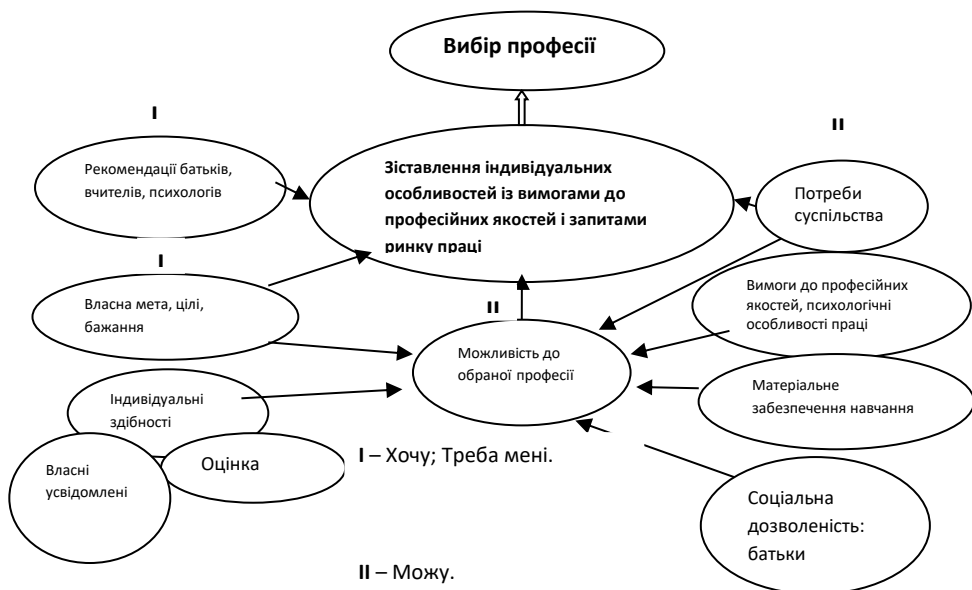 Вибір професії
І
ІІ
Рекомендації батьків,
вчителів, психологів
Зіставлення індивідуальних
особливостей із вимогами до
професійних якостей і запитами
ринку праці
Потреби
суспільства
І
Власна мета, цілі,
бажання
Вимоги до професійних
якостей, психологічні
особливості праці
ІІ
Можливість до
обраної професії
Матеріальне
забезпечення навчання
Індивідуальні
здібності
Власні
усвідомлені
Оцінка
І – Хочу; Треба мені.
Соціальна
дозволеність:
батьки
ІІ – Можу.